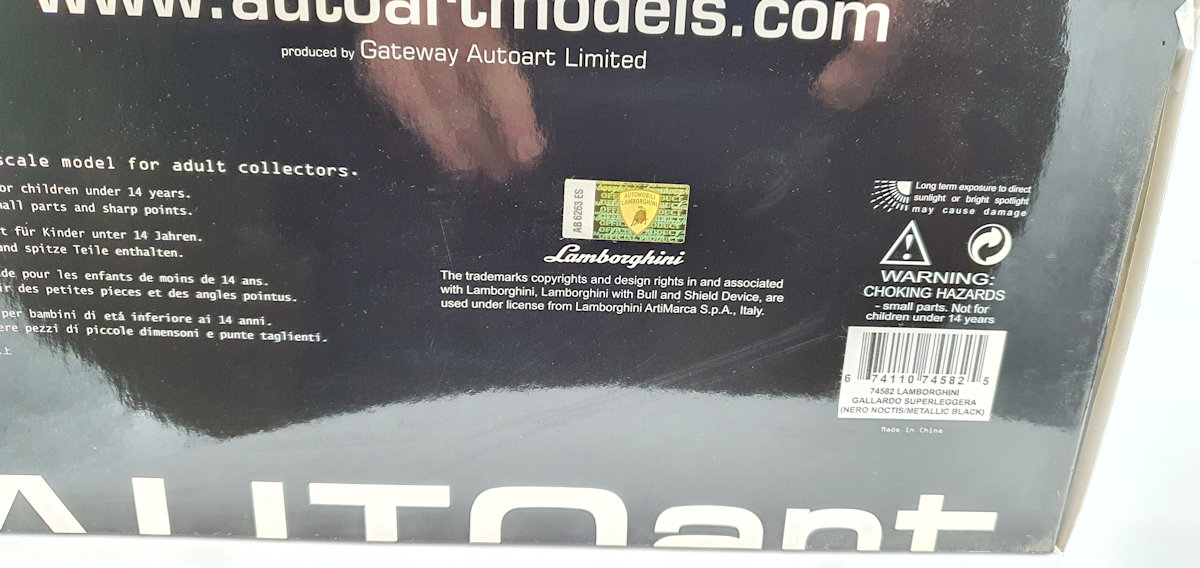 www.autoartmodels.com
produced by Gateway Autoart Limited
scale model for adult collectors.
or children under 14 years.
all parts and sharp points.
t für Kinder unter 14 Jahren.
nd spitze Teile enthalten.
de pour les enfants de moins de 14 ans.
ir des petites pieces et des angles pointus.
per bambini di etá inferiore ai 14 anni.
ere pezzi di piccole dimensoni e punte taglienti.
上
AB6263 ES
AUTOMOBILI
LAMBORGHINI
OFFICIAL PRODUCT
Lamborghini
The trademarks copyrights and design rights in and associated
with Lamborghini, Lamborghini with Bull and Shield Device, are
used under license from Lamborghini ArtiMarca S.p.A., Italy.
Long term exposure to direct
sunlight or bright spotlight
may cause damage
WARNING:
CHOKING HAZARDS
- small parts. Not for
children under 14 years
6 74110 74582 5
74582 LAMBORGHINI
GALLARDO SUPERLEGGERA
(NERO NOCTIS/METALLIC BLACK)
Made in China
AUTOart